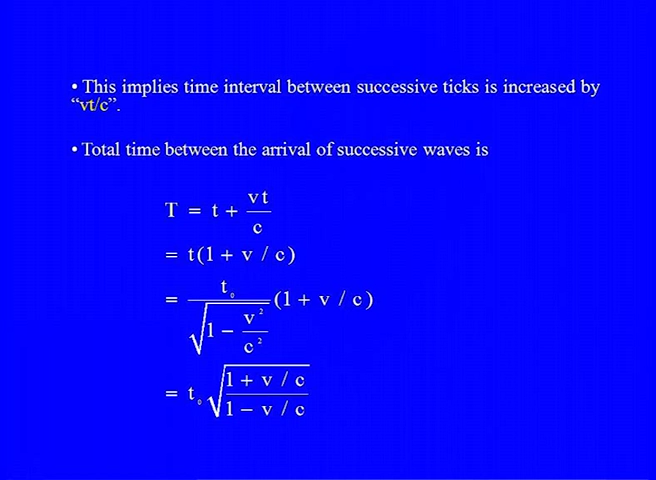 • This implies time interval between successive ticks is increased by
“vt/c”.
• Total time between the arrival of successive waves is
T = t + vt/c
= t(1 + v / c)
= t₀/√(1 − v²/c²) (1 + v / c)
= t₀ √((1 + v / c)/(1 − v / c))